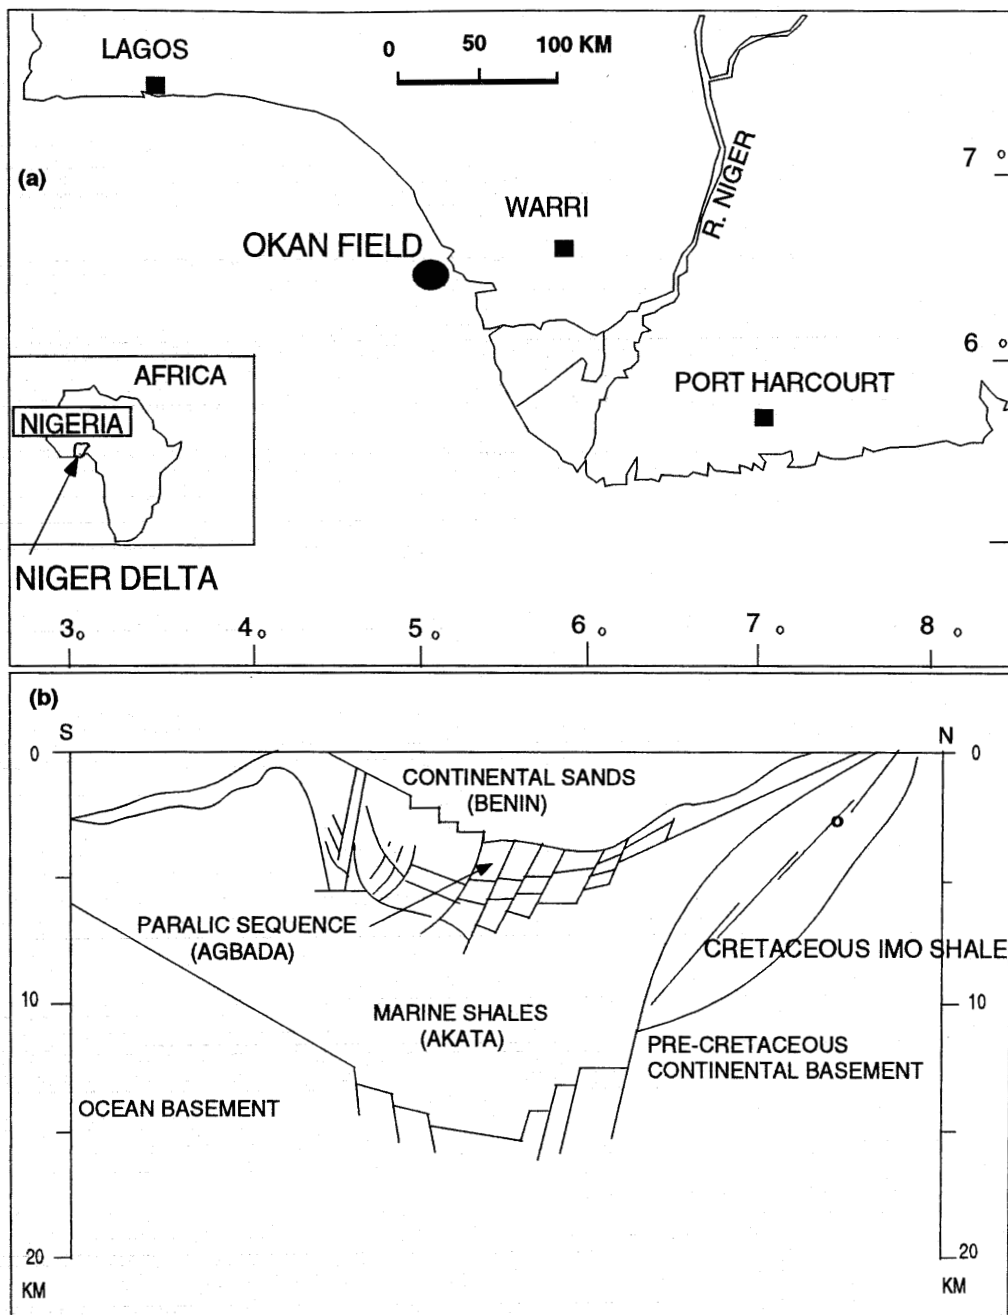 LAGOS
0 50 100 KM
7 °
(a)
R. NIGER
WARRI
OKAN FIELD
6 °
AFRICA
PORT HARCOURT
NIGERIA
NIGER DELTA
3° 4° 5° 6° 7° 8°
(b)
S N
0 0
CONTINENTAL SANDS
(BENIN)
PARALIC SEQUENCE
(AGBADA)
CRETACEOUS IMO SHALE
10 10
MARINE SHALES
(AKATA)
PRE-CRETACEOUS
CONTINENTAL BASEMENT
OCEAN BASEMENT
20 20
KM KM